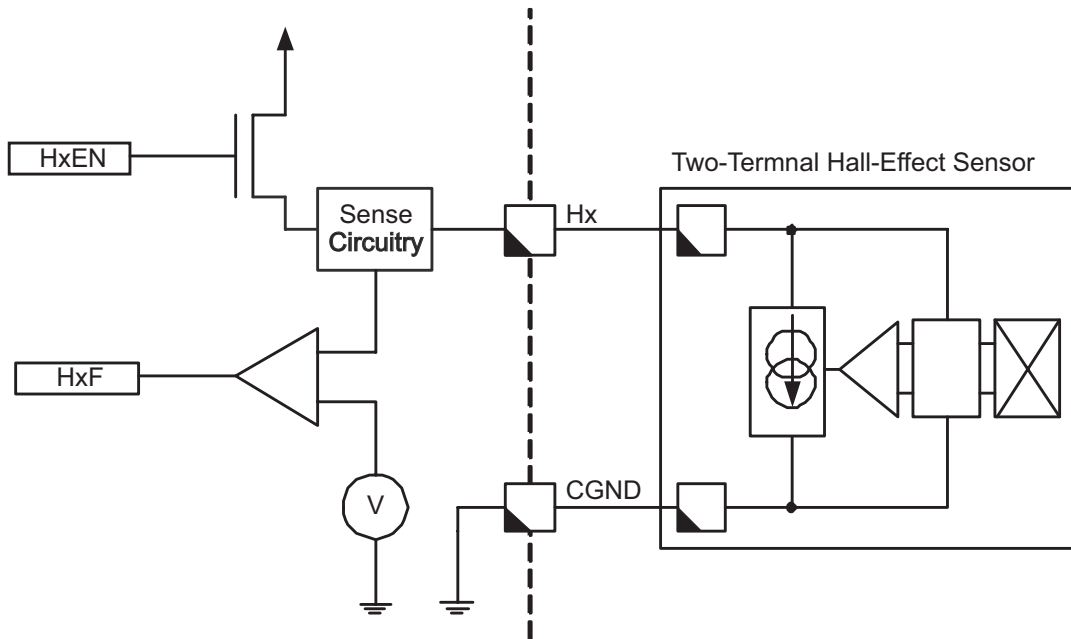 HxEN
Two-Termnal Hall-Effect Sensor
Sense
Circuitry
Hx
HxF
CGND
V